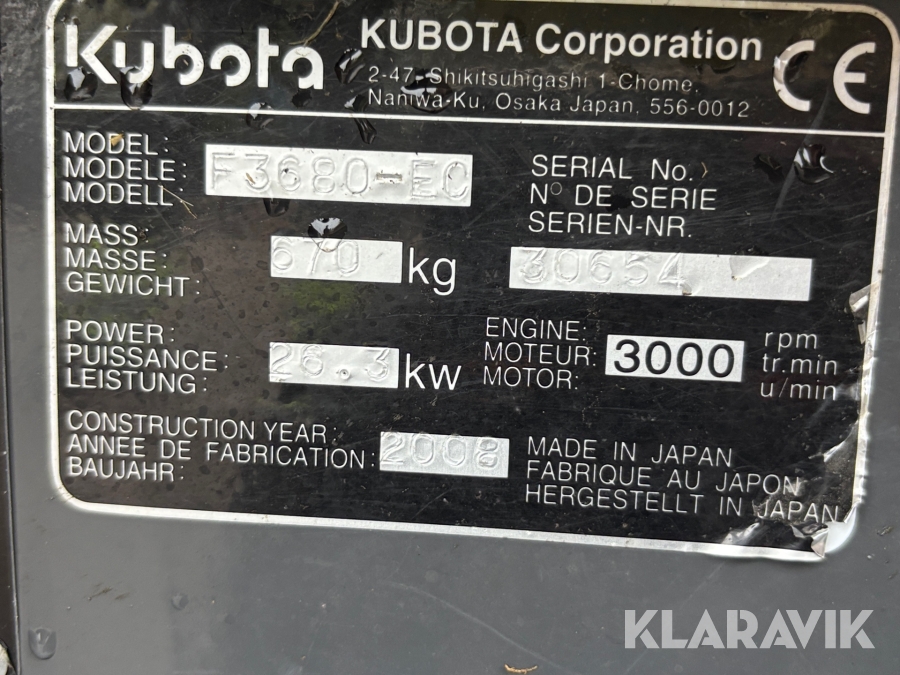 Kubota
KUBOTA Corporation
2-47, Shikitsuhigashi 1-Chome,
Naniwa-Ku, Osaka Japan, 556-0012
CE
MODEL:
MODELE:
MODELL:
F3680-EC
SERIAL No.
N° DE SERIE
SERIEN-NR.
30654
MASS:
MASSE:
GEWICHT:
670 kg
POWER:
PUISSANCE:
LEISTUNG:
26.3 kw
ENGINE:
MOTEUR:
MOTOR:
3000
rpm
tr.min
u/min
CONSTRUCTION YEAR:
ANNEE DE FABRICATION:
BAUJAHR:
2008
MADE IN JAPAN
FABRIQUE AU JAPON
HERGESTELLT IN JAPAN
KLARAVIK